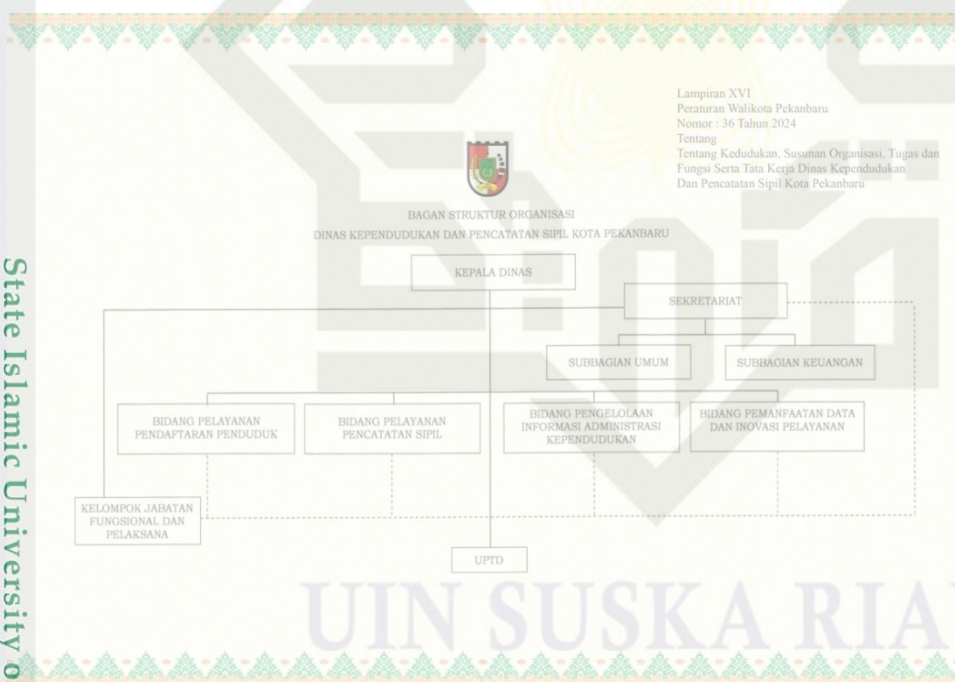 Lampiran XVI
Peraturan Walikota Pekanbaru
Nomor : 36 Tahun 2024
Tentang
Tentang Kedudukan, Susunan Organisasi, Tugas dan
Fungsi Serta Tata Kerja Dinas Kependudukan
Dan Pencatatan Sipil Kota Pekanbaru
BAGAN STRUKTUR ORGANISASI
DINAS KEPENDUDUKAN DAN PENCATATAN SIPIL KOTA PEKANBARU
KEPALA DINAS
SEKRETARIAT
SUBBAGIAN UMUM
SUBBAGIAN KEUANGAN
BIDANG PELAYANAN
PENDAFTARAN PENDUDUK
BIDANG PELAYANAN
PENCATATAN SIPIL
BIDANG PENGELOLAAN
INFORMASI ADMINISTRASI
KEPENDUDUKAN
BIDANG PEMANFAATAN DATA
DAN INOVASI PELAYANAN
KELOMPOK JABATAN
FUNGSIONAL DAN
PELAKSANA
UPTD
UIN SUSKA RIA
State Islamic University o